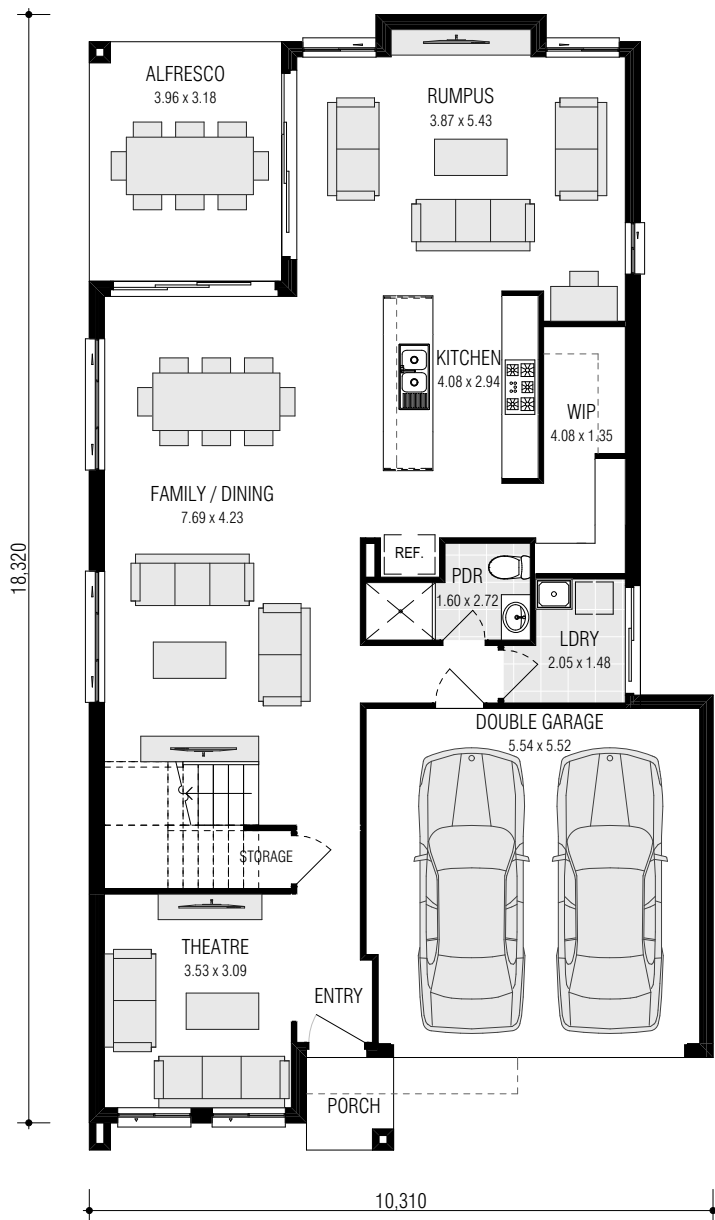 ALFRESCO
3.96 x 3.18
RUMPUS
3.87 x 5.43
KITCHEN
4.08 x 2.94
WIP
4.08 x 1.35
FAMILY / DINING
7.69 x 4.23
18,320
REF.
PDR
1.60 x 2.72
LDRY
2.05 x 1.48
DOUBLE GARAGE
5.54 x 5.52
STORAGE
THEATRE
3.53 x 3.09
ENTRY
PORCH
10,310